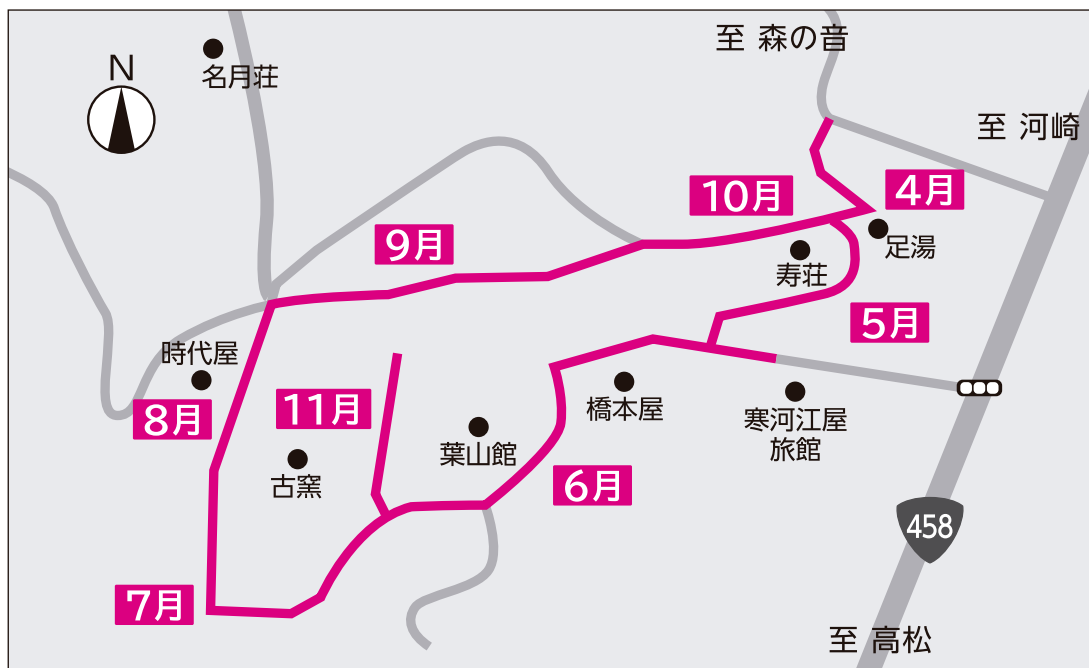 至 森の音
N
名月荘
至 河崎
4月
10月
足湯
9月
寿荘
5月
時代屋
8月
11月
橋本屋
寒河江屋
旅館
葉山館
古窯
6月
458
7月
至 高松